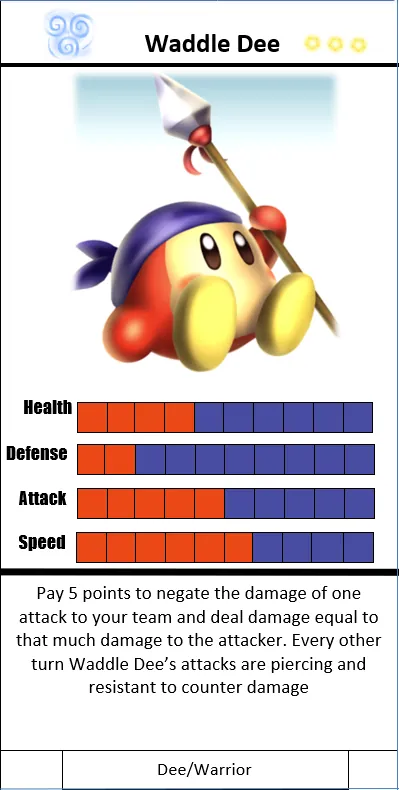 Waddle Dee
Health
Defense
Attack
Speed
Pay 5 points to negate the damage of one
attack to your team and deal damage equal to
that much damage to the attacker. Every other
turn Waddle Dee’s attacks are piercing and
resistant to counter damage
Dee/Warrior